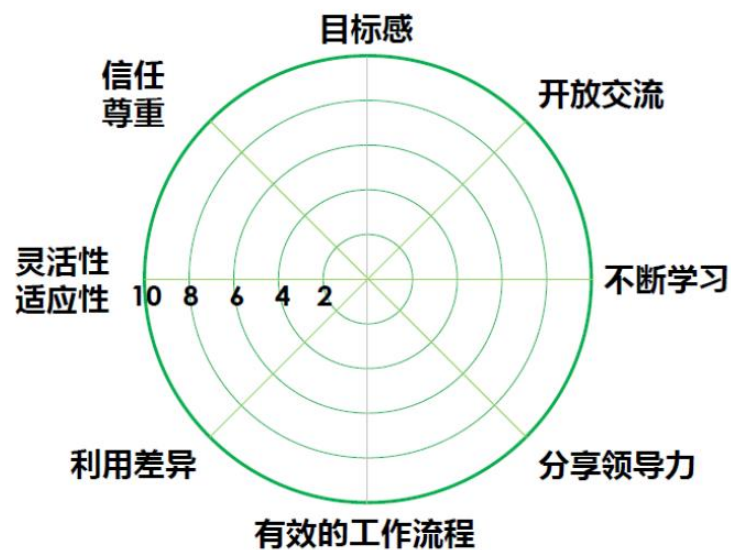 目标感
信任
尊重
开放交流
灵活性
适应性
10 8 6 4 2
不断学习
利用差异
分享领导力
有效的工作流程